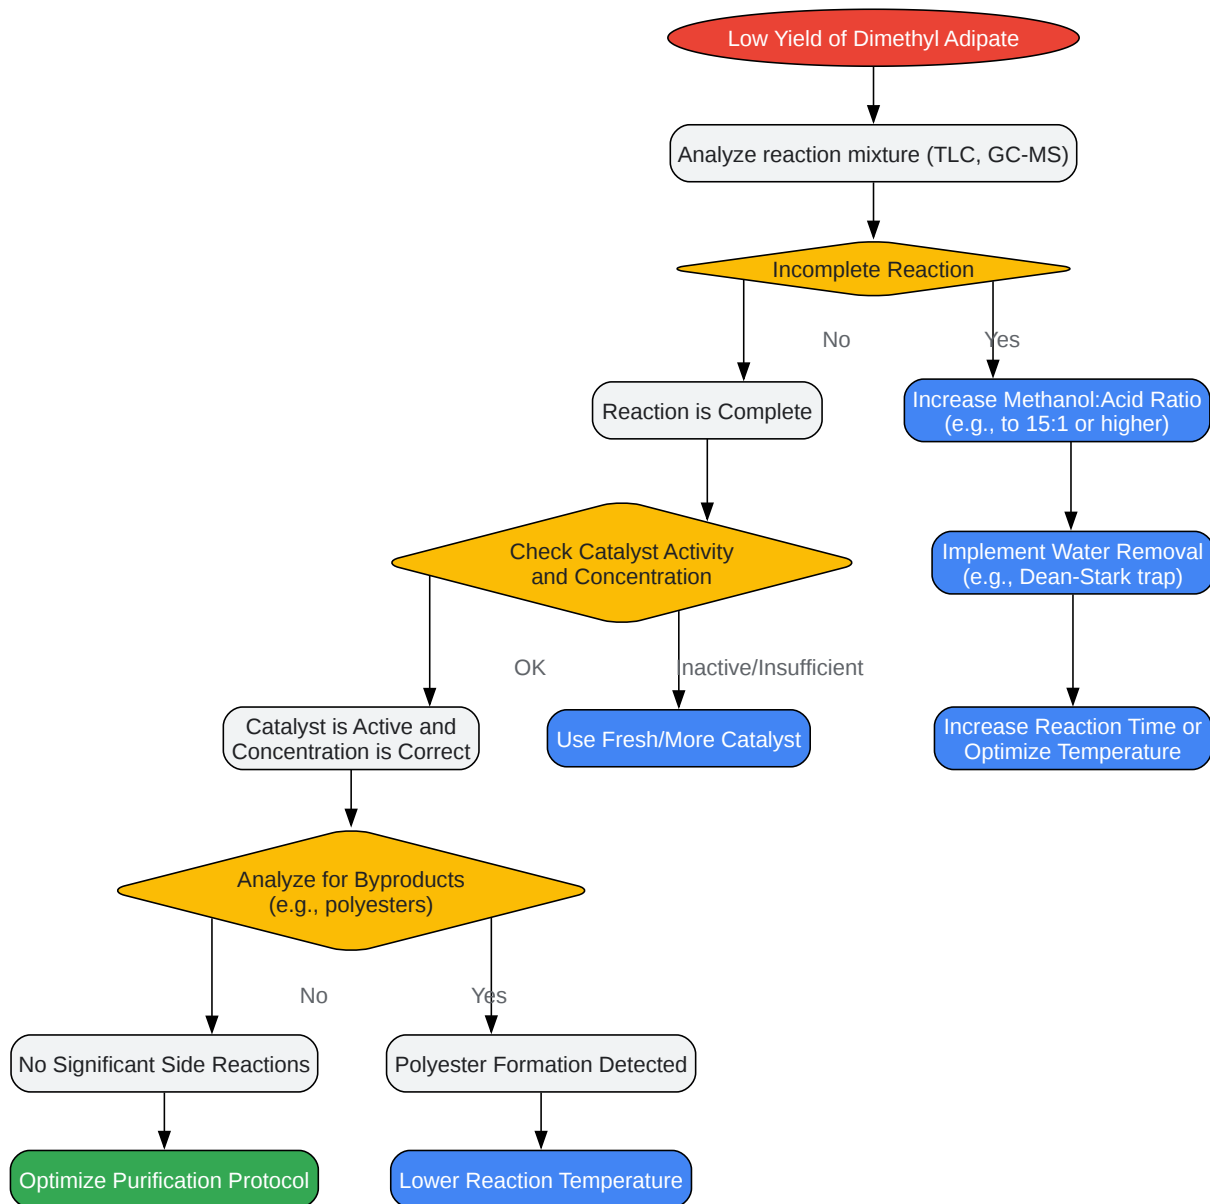 Low Yield of Dimethyl Adipate
Analyze reaction mixture (TLC, GC-MS)
Incomplete Reaction
No
Yes
Reaction is Complete
Increase Methanol:Acid Ratio
(e.g., to 15:1 or higher)
Check Catalyst Activity
and Concentration
Implement Water Removal
(e.g., Dean-Stark trap)
OK
Inactive/Insufficient
Catalyst is Active and
Concentration is Correct
Use Fresh/More Catalyst
Increase Reaction Time or
Optimize Temperature
Analyze for Byproducts
(e.g., polyesters)
No
Yes
No Significant Side Reactions
Polyester Formation Detected
Optimize Purification Protocol
Lower Reaction Temperature